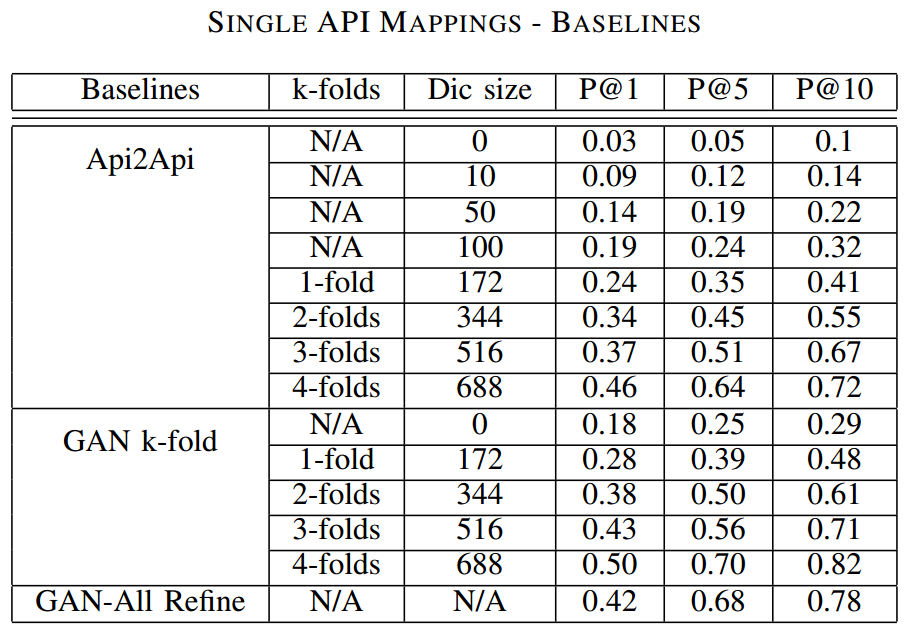 SINGLE API MAPPINGS - BASELINES
Baselines k-folds Dic size P@1 P@5 P@10
Api2Api N/A 0 0.03 0.05 0.1
N/A 10 0.09 0.12 0.14
N/A 50 0.14 0.19 0.22
N/A 100 0.19 0.24 0.32
1-fold 172 0.24 0.35 0.41
2-folds 344 0.34 0.45 0.55
3-folds 516 0.37 0.51 0.67
4-folds 688 0.46 0.64 0.72
GAN k-fold N/A 0 0.18 0.25 0.29
1-fold 172 0.28 0.39 0.48
2-folds 344 0.38 0.50 0.61
3-folds 516 0.43 0.56 0.71
4-folds 688 0.50 0.70 0.82
GAN-All Refine N/A N/A 0.42 0.68 0.78